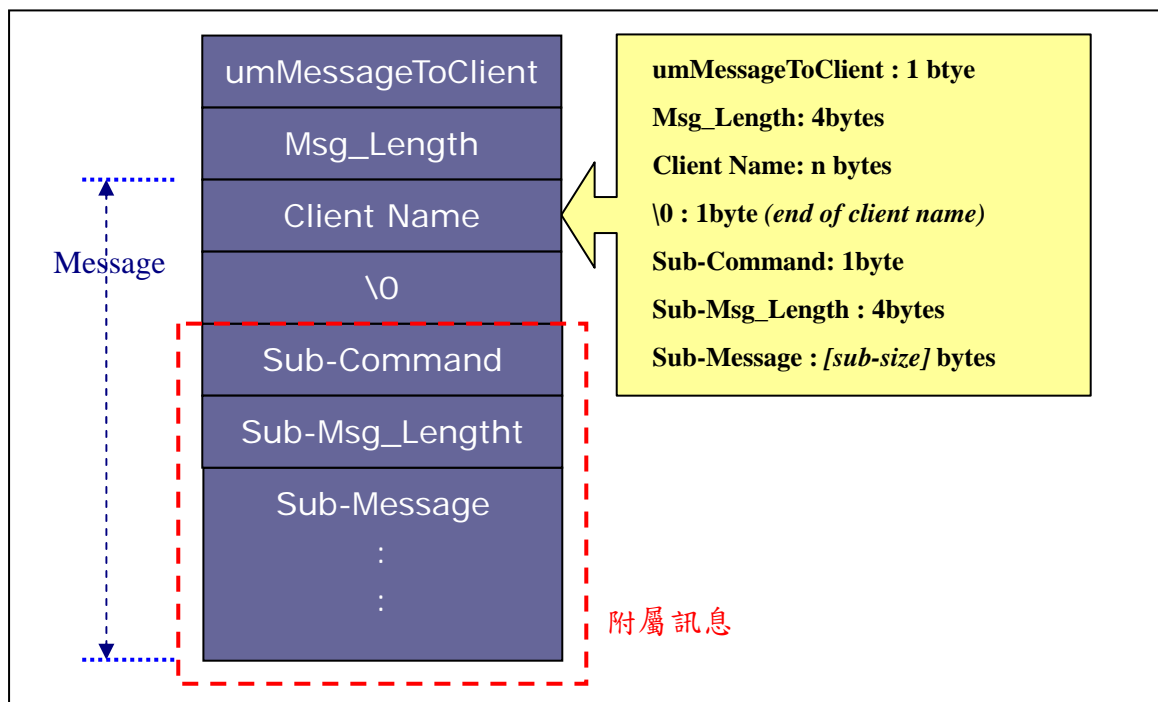 umMessageToClient
Msg_Length
Client Name
\0
Sub-Command
Sub-Msg_Lengtht
Sub-Message
:
:
Message
附屬訊息
umMessageToClient : 1 btye
Msg_Length: 4bytes
Client Name: n bytes
\0 : 1byte (end of client name)
Sub-Command: 1byte
Sub-Msg_Length : 4bytes
Sub-Message : [sub-size] bytes